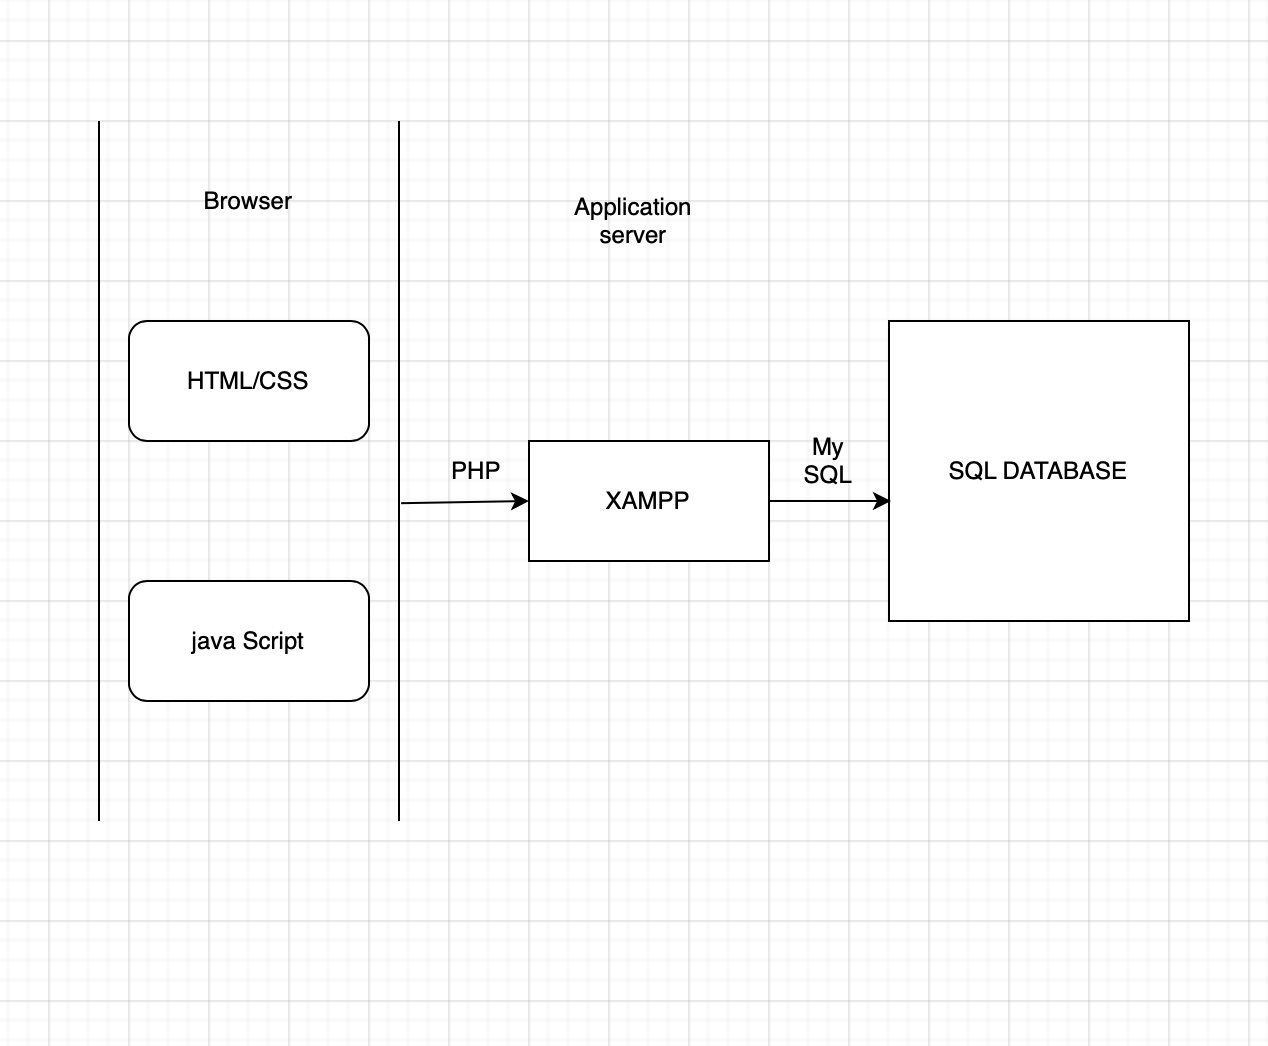 Browser
Application
server
HTML/CSS
PHP
XAMPP
My
SQL
SQL DATABASE
java Script